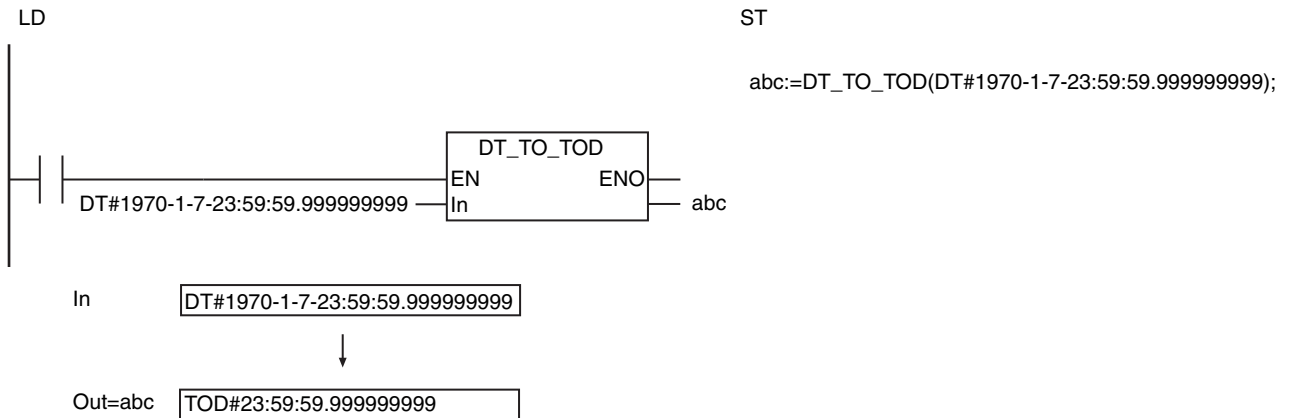 LD
ST
abc:=DT_TO_TOD(DT#1970-1-7-23:59:59.999999999);
DT_TO_TOD
EN ENO
DT#1970-1-7-23:59:59.999999999 In abc
In DT#1970-1-7-23:59:59.999999999
Out=abc TOD#23:59:59.999999999